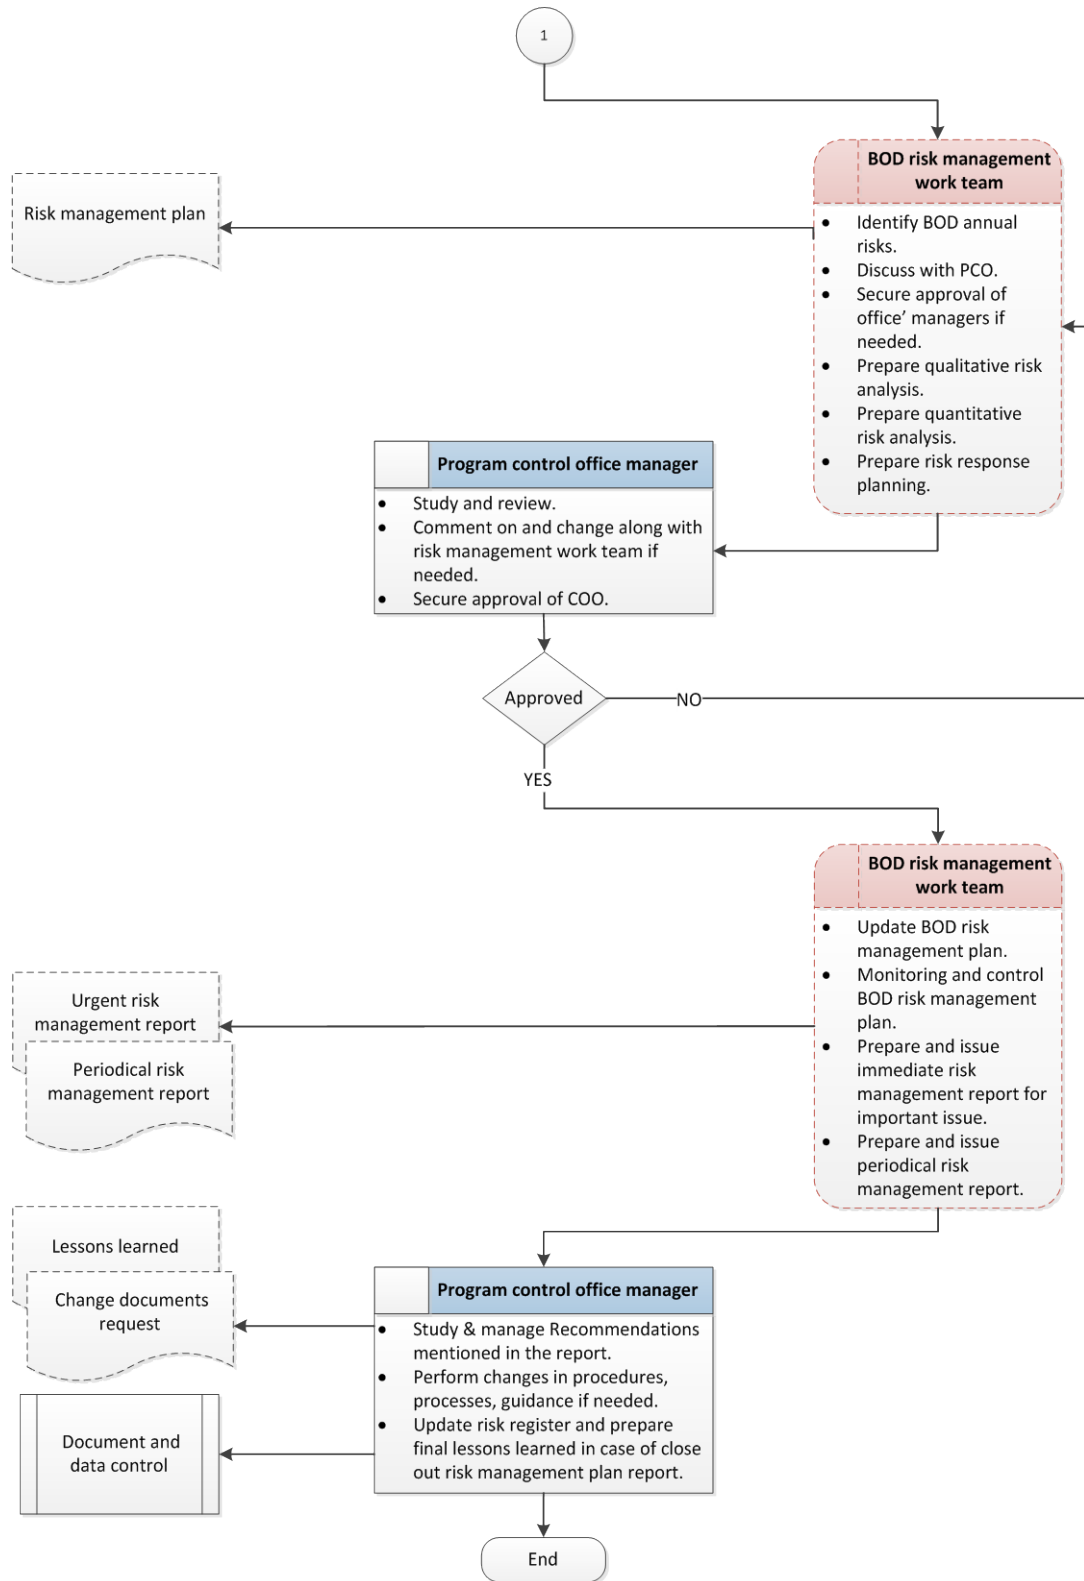 1
BOD risk management
work team
Risk management plan
● Identify BOD annual
risks.
● Discuss with PCO.
● Secure approval of
office’ managers if
needed.
● Prepare qualitative risk
analysis.
● Prepare quantitative
risk analysis.
● Prepare risk response
planning.
Program control office manager
● Study and review.
● Comment on and change along with
risk management work team if
needed.
● Secure approval of COO.
Approved
NO
YES
BOD risk management
work team
● Update BOD risk
management plan.
● Monitoring and control
BOD risk management
plan.
● Prepare and issue
immediate risk
management report for
important issue.
● Prepare and issue
periodical risk
management report.
Urgent risk
management report
Periodical risk
management report
Lessons learned
Change documents
request
Program control office manager
● Study & manage Recommendations
mentioned in the report.
● Perform changes in procedures,
processes, guidance if needed.
● Update risk register and prepare
final lessons learned in case of close
out risk management plan report.
Document and
data control
End